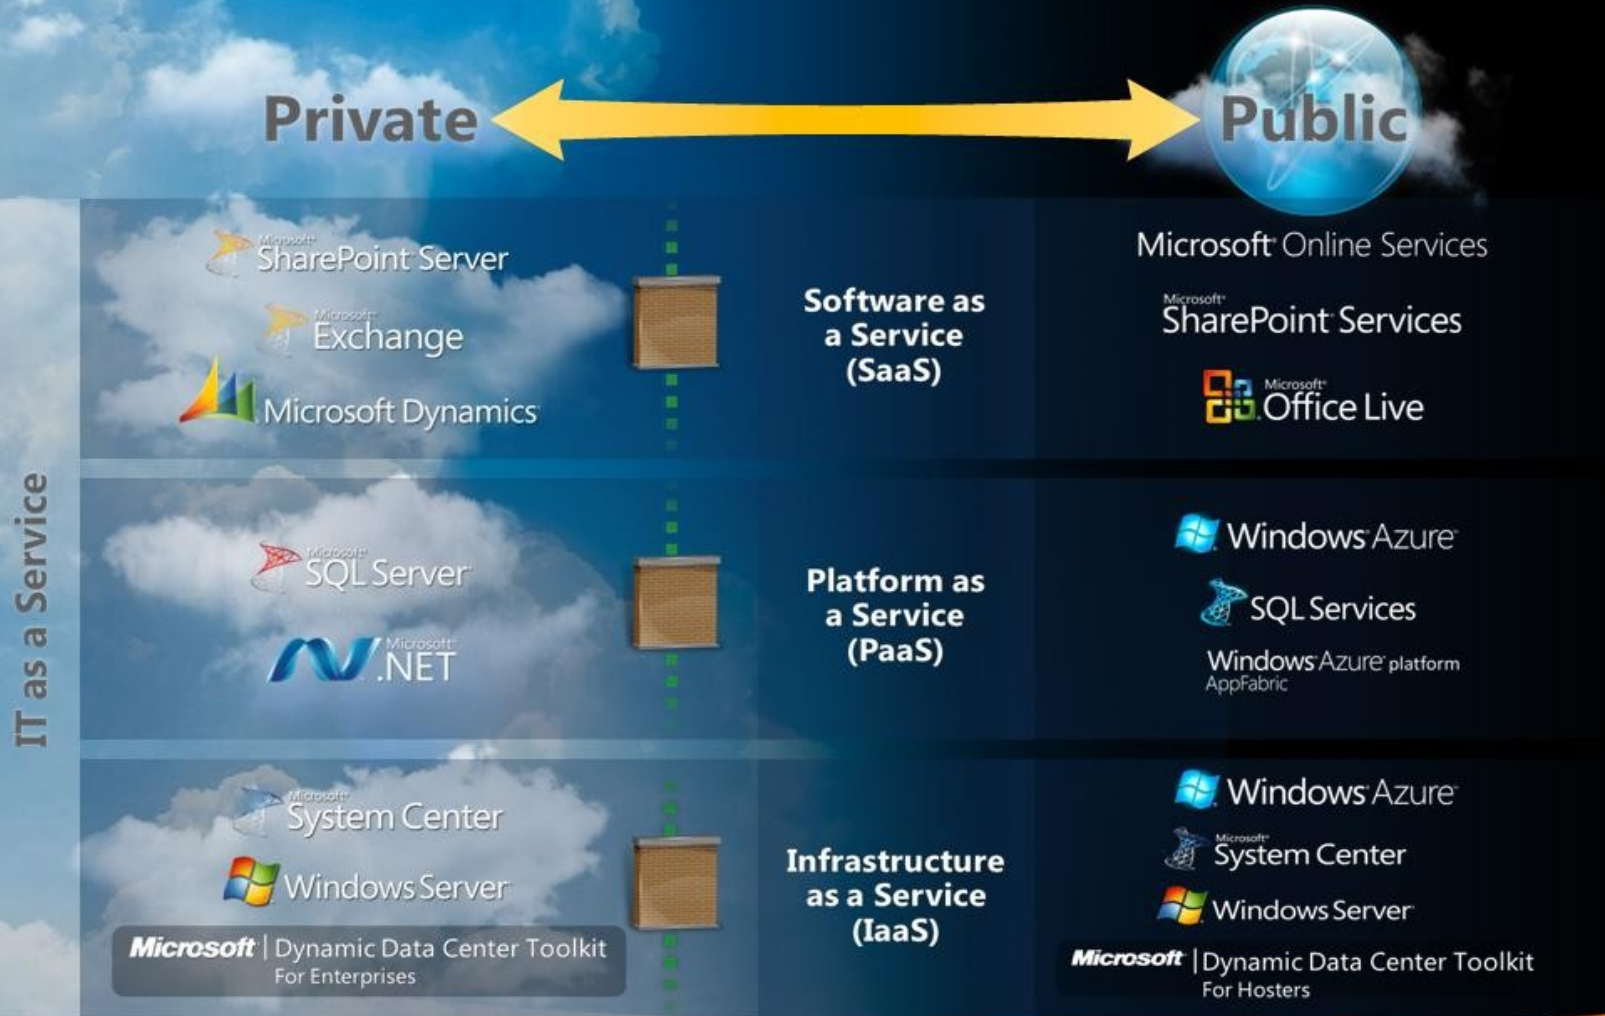 Private
Public
IT as a Service
Microsoft
SharePoint Server
Microsoft
Exchange
Microsoft Dynamics
Software as
a Service
(SaaS)
Microsoft Online Services
Microsoft
SharePoint Services
Microsoft
Office Live
Microsoft
SQL Server
Microsoft
.NET
Platform as
a Service
(PaaS)
Windows Azure
SQL Services
Windows Azure platform
AppFabric
Microsoft
System Center
Windows Server
Microsoft | Dynamic Data Center Toolkit
For Enterprises
Infrastructure
as a Service
(IaaS)
Windows Azure
Microsoft
System Center
Windows Server
Microsoft | Dynamic Data Center Toolkit
For Hosters